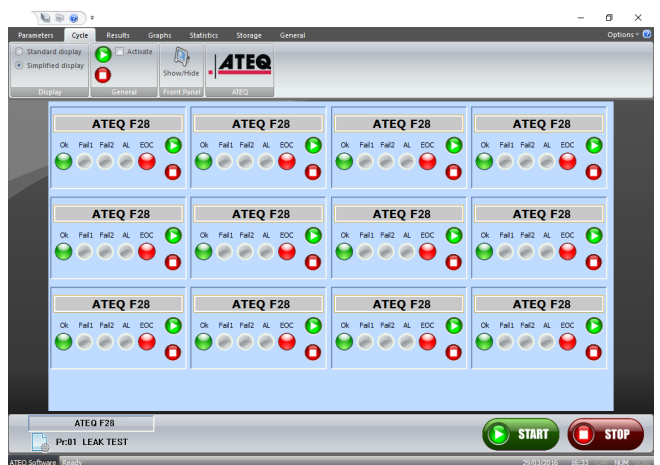 Parameters Cycle Results Graphs Statistics Storage General Options
Standard display Activate
Simplified display
Show/Hide ATEQ
Display General Front Panel ATEQ
ATEQ F28 ATEQ F28 ATEQ F28 ATEQ F28
Ok Fail1 Fail2 AL EOC Ok Fail1 Fail2 AL EOC Ok Fail1 Fail2 AL EOC Ok Fail1 Fail2 AL EOC
ATEQ F28 ATEQ F28 ATEQ F28 ATEQ F28
Ok Fail1 Fail2 AL EOC Ok Fail1 Fail2 AL EOC Ok Fail1 Fail2 AL EOC Ok Fail1 Fail2 AL EOC
ATEQ F28 ATEQ F28 ATEQ F28 ATEQ F28
Ok Fail1 Fail2 AL EOC Ok Fail1 Fail2 AL EOC Ok Fail1 Fail2 AL EOC Ok Fail1 Fail2 AL EOC
ATEQ F28
Pr:01 LEAK TEST START STOP
ATEQ Software Ready 29/03/2016 16:33 NUM